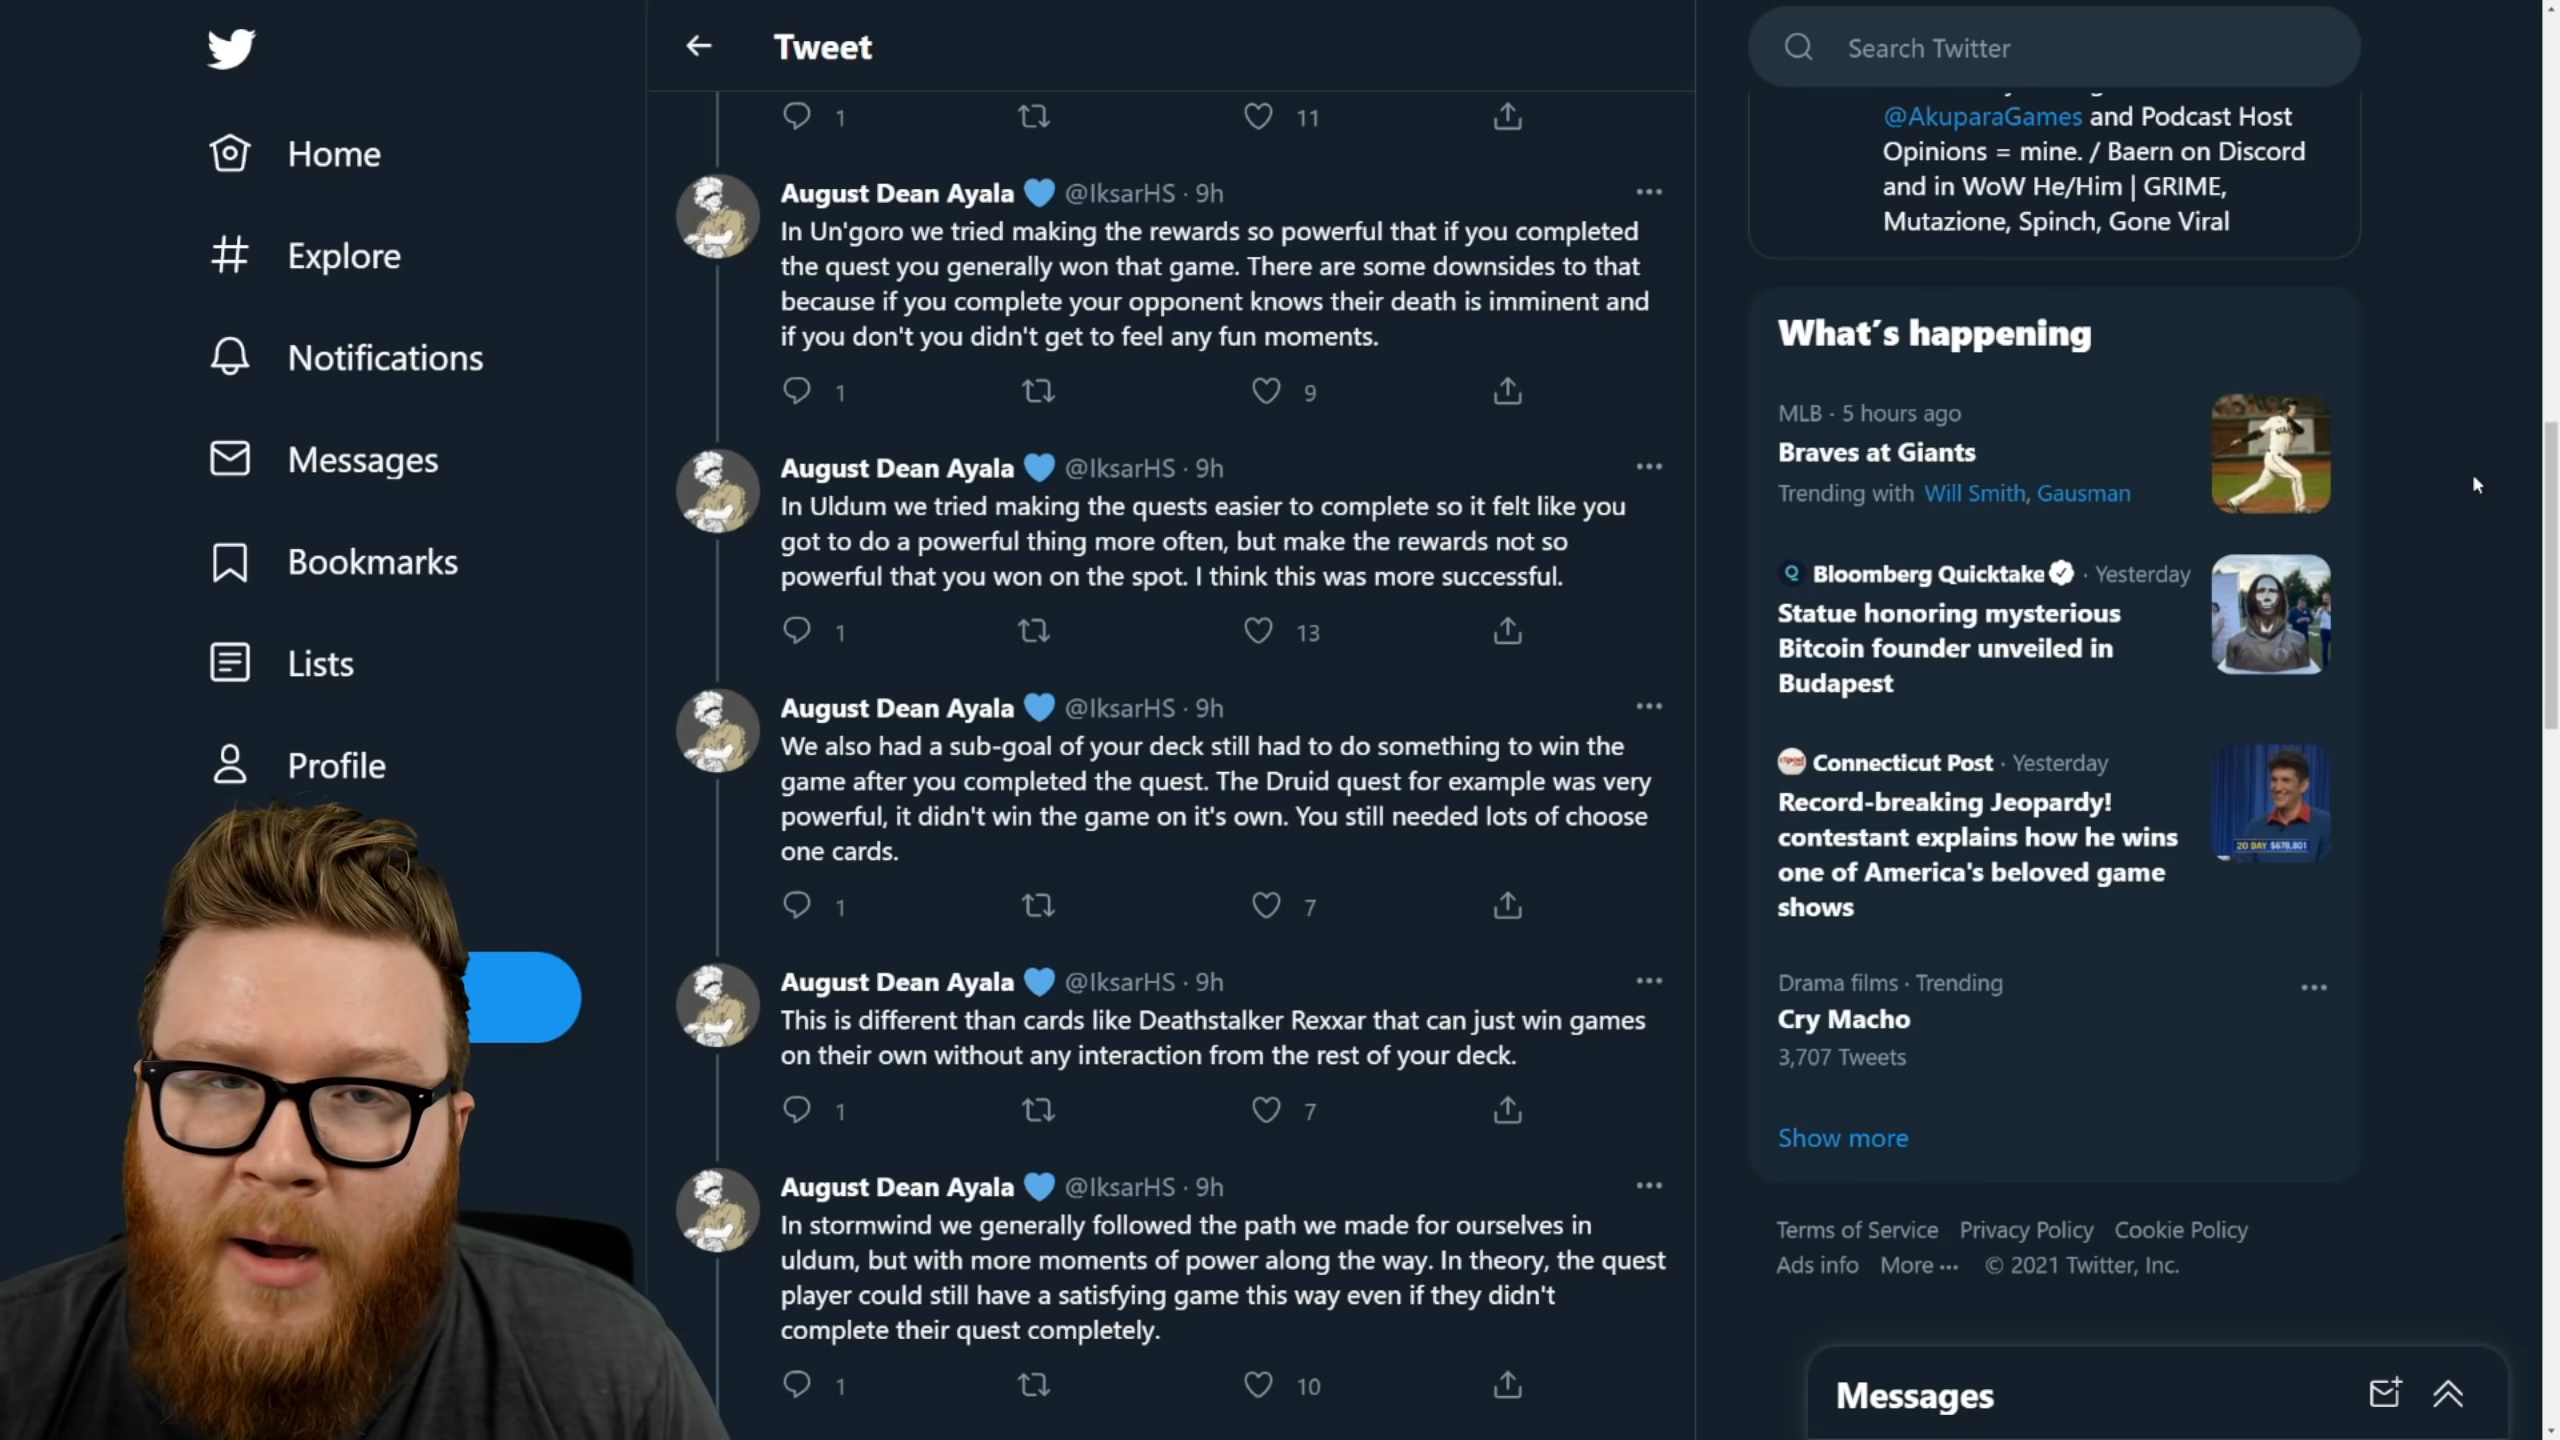 Home
Explore
Notifications
Messages
Bookmarks
Lists
Profile
Tweet
1
11
August Dean Ayala 💙 @IksarHS · 9h
In Un'goro we tried making the rewards so powerful that if you completed
the quest you generally won that game. There are some downsides to that
because if you complete your opponent knows their death is imminent and
if you don't you didn't get to feel any fun moments.
1
9
August Dean Ayala 💙 @IksarHS · 9h
In Uldum we tried making the quests easier to complete so it felt like you
got to do a powerful thing more often, but make the rewards not so
powerful that you won on the spot. I think this was more successful.
1
13
August Dean Ayala 💙 @IksarHS · 9h
We also had a sub-goal of your deck still had to do something to win the
game after you completed the quest. The Druid quest for example was very
powerful, it didn't win the game on it's own. You still needed lots of choose
one cards.
1
7
August Dean Ayala 💙 @IksarHS · 9h
This is different than cards like Deathstalker Rexxar that can just win games
on their own without any interaction from the rest of your deck.
1
7
August Dean Ayala 💙 @IksarHS · 9h
In stormwind we generally followed the path we made for ourselves in
uldum, but with more moments of power along the way. In theory, the quest
player could still have a satisfying game this way even if they didn't
complete their quest completely.
1
10
Search Twitter
@AkuparaGames and Podcast Host
Opinions = mine. / Baern on Discord
and in WoW He/Him | GRIME,
Mutazione, Spinch, Gone Viral
What's happening
MLB · 5 hours ago
Braves at Giants
Trending with Will Smith, Gausman
Bloomberg Quicktake · Yesterday
Statue honoring mysterious
Bitcoin founder unveiled in
Budapest
Connecticut Post · Yesterday
Record-breaking Jeopardy!
contestant explains how he wins
one of America's beloved game
shows
20 DAY $678,801
Drama films · Trending
Cry Macho
3,707 Tweets
Show more
Terms of Service Privacy Policy Cookie Policy
Ads info More ··· © 2021 Twitter, Inc.
Messages